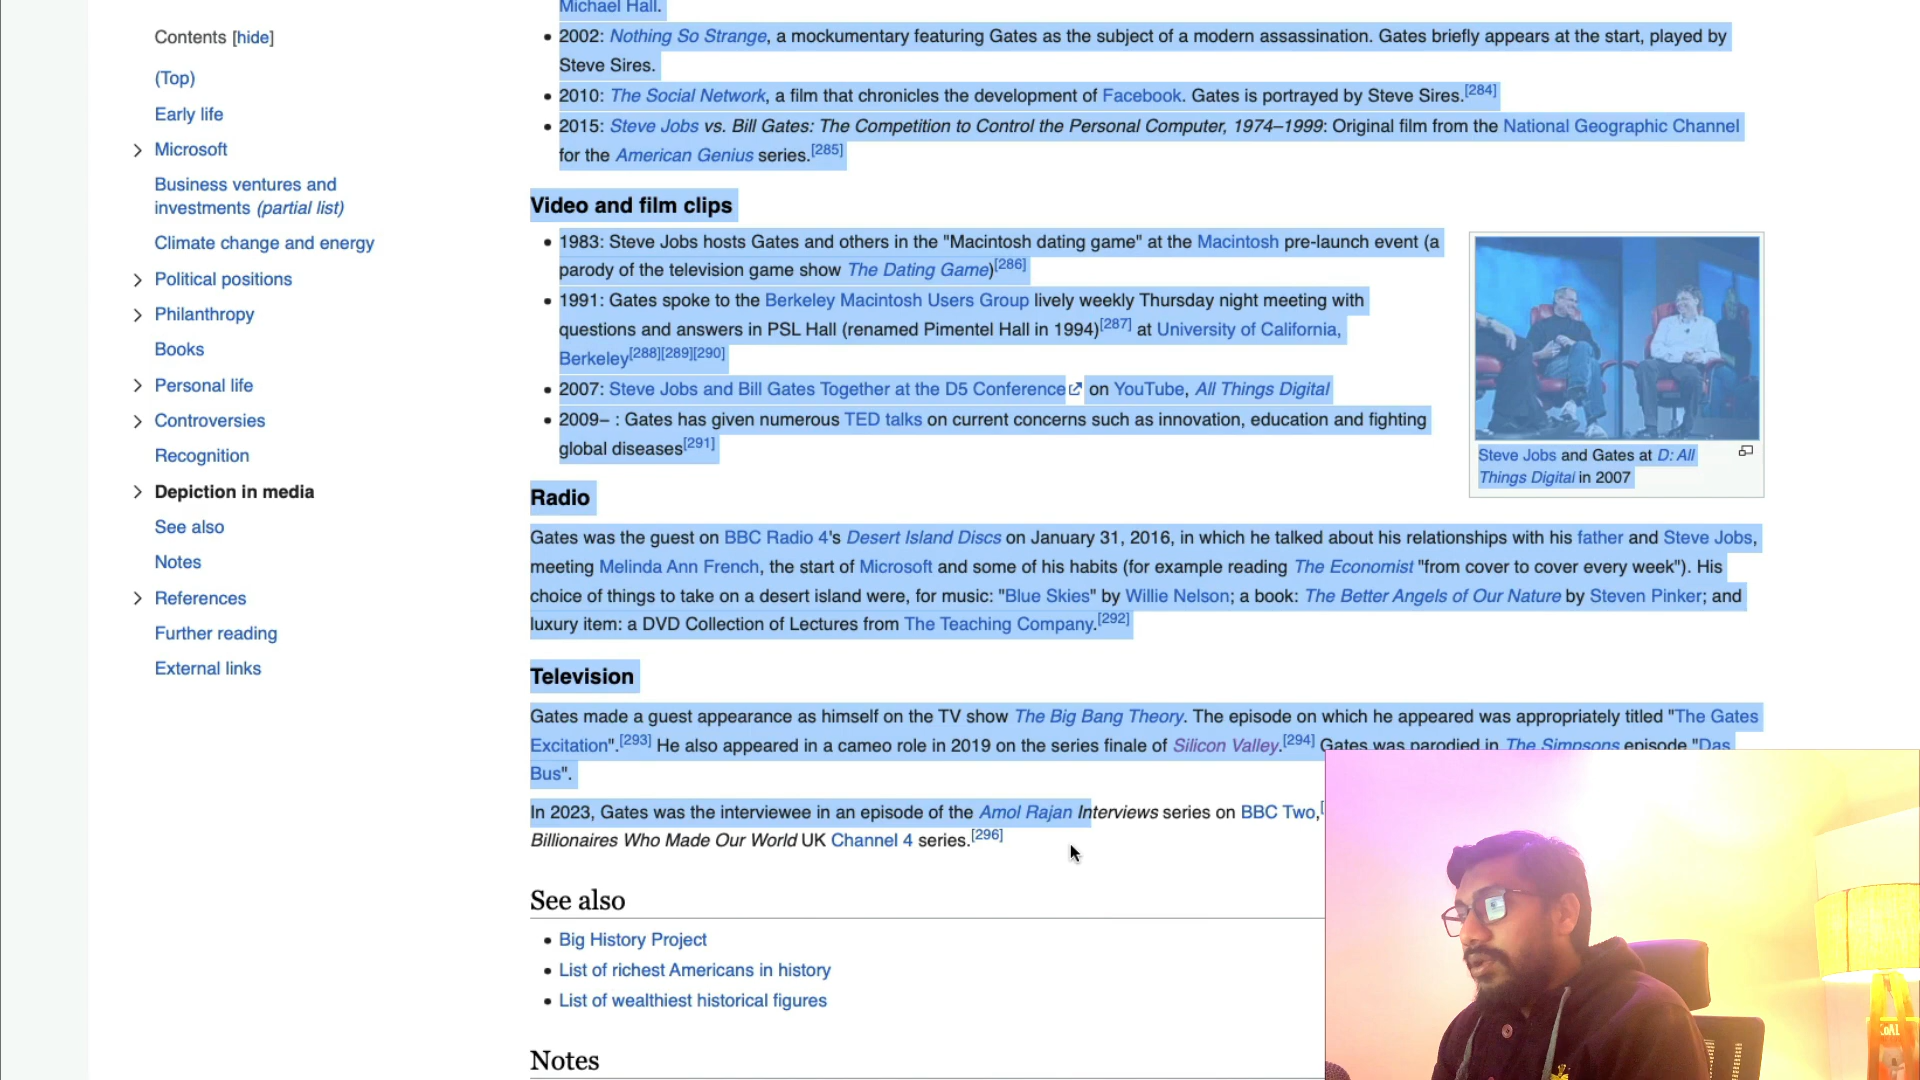 Contents [hide]
(Top)
Early life
Microsoft
Business ventures and
investments (partial list)
Climate change and energy
Political positions
Philanthropy
Books
Personal life
Controversies
Recognition
Depiction in media
See also
Notes
References
Further reading
External links
Michael Hall.
2002: Nothing So Strange, a mockumentary featuring Gates as the subject of a modern assassination. Gates briefly appears at the start, played by
Steve Sires.
2010: The Social Network, a film that chronicles the development of Facebook. Gates is portrayed by Steve Sires.[284]
2015: Steve Jobs vs. Bill Gates: The Competition to Control the Personal Computer, 1974–1999: Original film from the National Geographic Channel
for the American Genius series.[285]
Video and film clips
1983: Steve Jobs hosts Gates and others in the "Macintosh dating game" at the Macintosh pre-launch event (a
parody of the television game show The Dating Game)[286]
1991: Gates spoke to the Berkeley Macintosh Users Group lively weekly Thursday night meeting with
questions and answers in PSL Hall (renamed Pimentel Hall in 1994)[287] at University of California,
Berkeley[288][289][290]
2007: Steve Jobs and Bill Gates Together at the D5 Conference on YouTube, All Things Digital
2009– : Gates has given numerous TED talks on current concerns such as innovation, education and fighting
global diseases[291]
Steve Jobs and Gates at D: All
Things Digital in 2007
Radio
Gates was the guest on BBC Radio 4's Desert Island Discs on January 31, 2016, in which he talked about his relationships with his father and Steve Jobs,
meeting Melinda Ann French, the start of Microsoft and some of his habits (for example reading The Economist "from cover to cover every week"). His
choice of things to take on a desert island were, for music: "Blue Skies" by Willie Nelson; a book: The Better Angels of Our Nature by Steven Pinker; and
luxury item: a DVD Collection of Lectures from The Teaching Company.[292]
Television
Gates made a guest appearance as himself on the TV show The Big Bang Theory. The episode on which he appeared was appropriately titled "The Gates
Excitation".[293] He also appeared in a cameo role in 2019 on the series finale of Silicon Valley.[294] Gates was parodied in The Simpsons episode "Das
Bus".
In 2023, Gates was the interviewee in an episode of the Amol Rajan Interviews series on BBC Two,[
Billionaires Who Made Our World UK Channel 4 series.[296]
See also
Big History Project
List of richest Americans in history
List of wealthiest historical figures
Notes